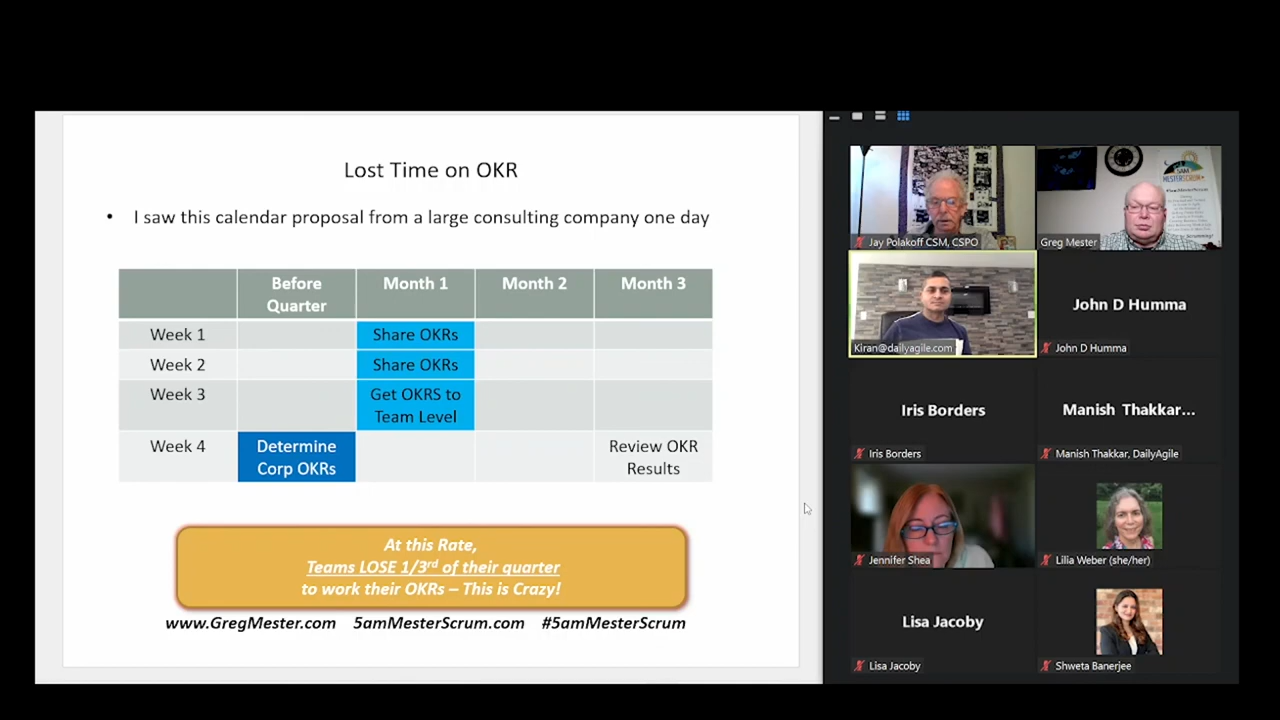 Lost Time on OKR
• I saw this calendar proposal from a large consulting company one day
Before Quarter
Month 1
Month 2
Month 3
Week 1
Share OKRs
Week 2
Share OKRs
Week 3
Get OKRS to
Team Level
Week 4
Determine
Corp OKRs
Review OKR
Results
At this Rate,
Teams LOSE 1/3rd of their quarter
to work their OKRs – This is Crazy!
www.GregMester.com 5amMesterScrum.com #5amMesterScrum
Jay Polakoff CSM, CSPO
5AM
MESTERSCRUM
Greg Mester
Kiran@dailyagile.com
John D Humma
John D Humma
Iris Borders
Iris Borders
Manish Thakkar...
Manish Thakkar, DailyAgile
Jennifer Shea
Lilia Weber (she/her)
Lisa Jacoby
Lisa Jacoby
Shweta Banerjee